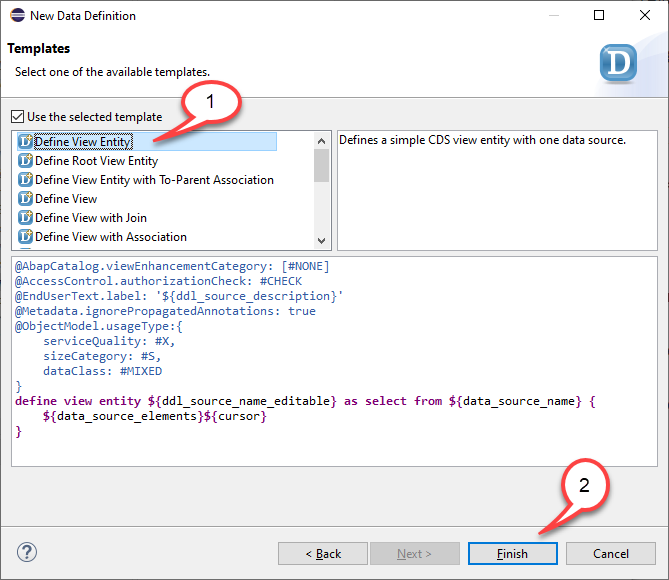 New Data Definition
Templates
Select one of the available templates.
D
1
Use the selected template
Define View Entity
Define Root View Entity
Define View Entity with To-Parent Association
Define View
Define View with Join
Define View with Association
Defines a simple CDS view entity with one data source.
@AbapCatalog.viewEnhancementCategory: [#NONE]
@AccessControl.authorizationCheck: #CHECK
@EndUserText.label: '${ddl_source_description}'
@Metadata.ignorePropagatedAnnotations: true
@ObjectModel.usageType:{
    serviceQuality: #X,
    sizeCategory: #S,
    dataClass: #MIXED
}
define view entity ${ddl_source_name_editable} as select from ${data_source_name} {
    ${data_source_elements}${cursor}
}
2
?
< Back
Next >
Finish
Cancel